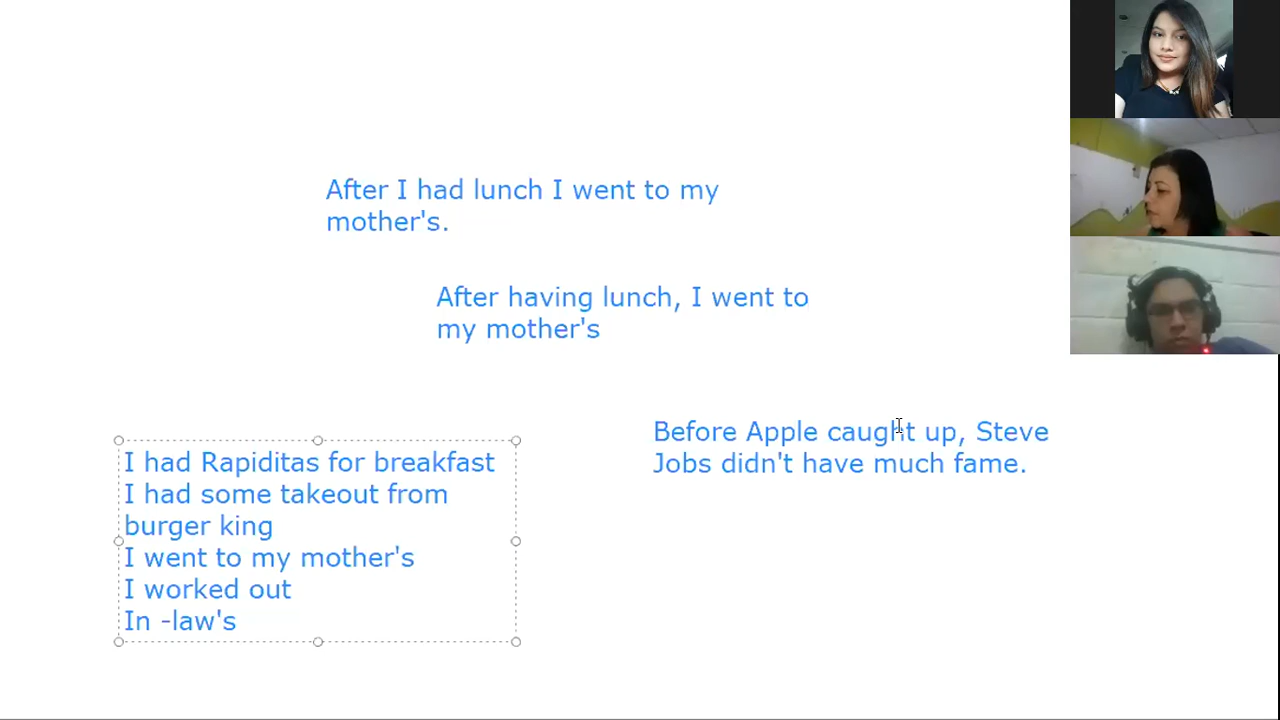 After I had lunch I went to my
mother's.
After having lunch, I went to
my mother's
Before Apple caught up, Steve
Jobs didn't have much fame.
I had Rapiditas for breakfast
I had some takeout from
burger king
I went to my mother's
I worked out
In -law's